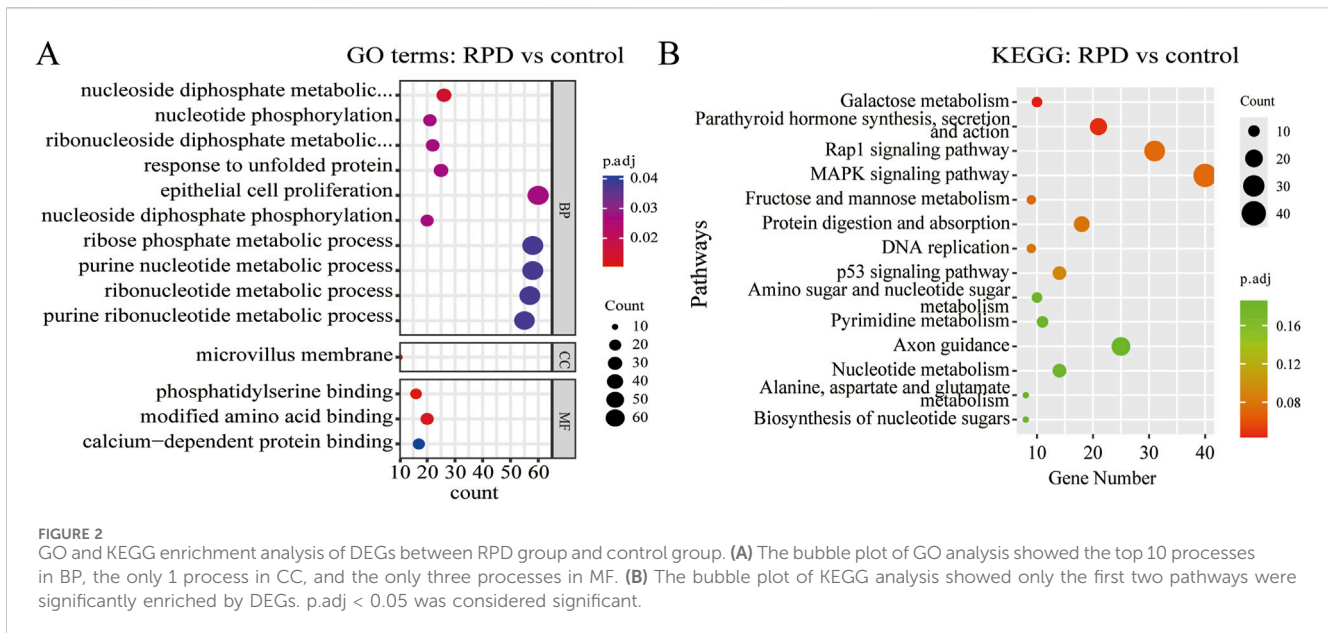 A
GO terms: RPD vs control
nucleoside diphosphate metabolic...
nucleotide phosphorylation
ribonucleoside diphosphate metabolic...
response to unfolded protein
epithelial cell proliferation
nucleoside diphosphate phosphorylation
ribose phosphate metabolic process
purine nucleotide metabolic process
ribonucleotide metabolic process
purine ribonucleotide metabolic process
BP
microvillus membrane
CC
phosphatidylserine binding
modified amino acid binding
calcium−dependent protein binding
MF
10 20 30 40 50 60
count
p.adj
0.04
0.03
0.02
Count
10
20
30
40
50
60
B
KEGG: RPD vs control
Pathways
Galactose metabolism
Parathyroid hormone synthesis, secretion
and action
Rap1 signaling pathway
MAPK signaling pathway
Fructose and mannose metabolism
Protein digestion and absorption
DNA replication
p53 signaling pathway
Amino sugar and nucleotide sugar
metabolism
Pyrimidine metabolism
Axon guidance
Nucleotide metabolism
Alanine, aspartate and glutamate
metabolism
Biosynthesis of nucleotide sugars
10 20 30 40
Gene Number
Count
10
20
30
40
p.adj
0.16
0.12
0.08
FIGURE 2
GO and KEGG enrichment analysis of DEGs between RPD group and control group. (A) The bubble plot of GO analysis showed the top 10 processes
in BP, the only 1 process in CC, and the only three processes in MF. (B) The bubble plot of KEGG analysis showed only the first two pathways were
significantly enriched by DEGs. p.adj < 0.05 was considered significant.